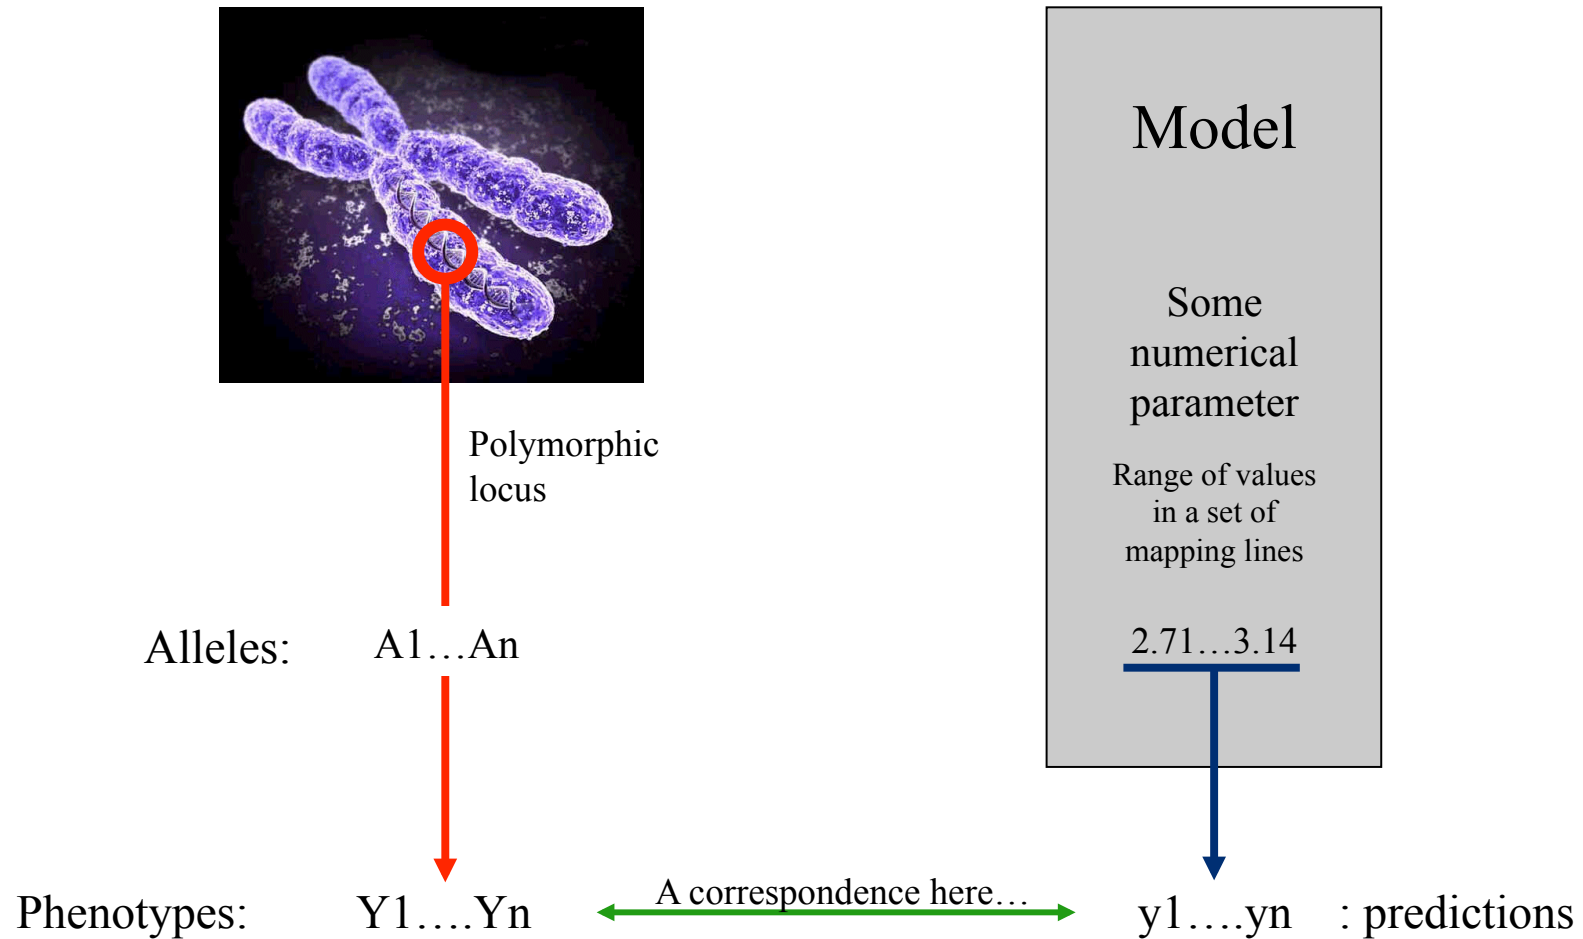 Model
Some
numerical
parameter
Polymorphic
locus
Range of values
in a set of
mapping lines
Alleles: A1…An
2.71…3.14
Phenotypes: Y1….Yn
A correspondence here…
y1….yn : predictions